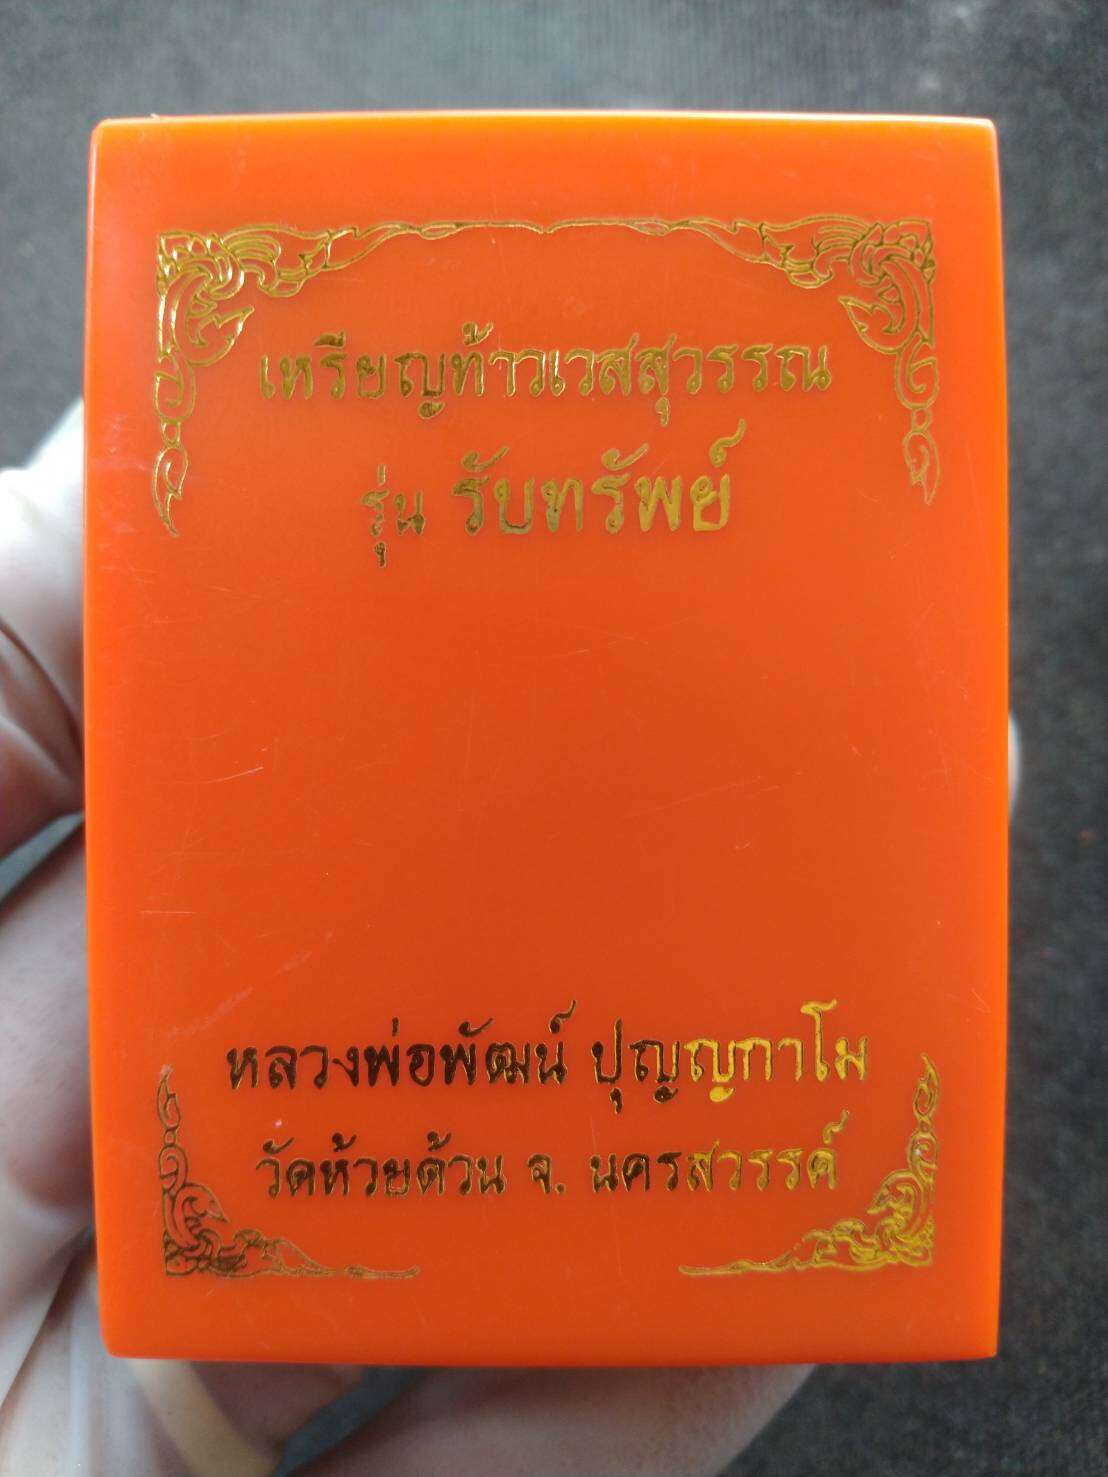 เหรียญท้าวเวสสุวรรณ
รุ่น รับทรัพย์
หลวงพ่อพัฒน์ ปุญญกาโม
วัดห้วยด้วน จ. นครสวรรค์